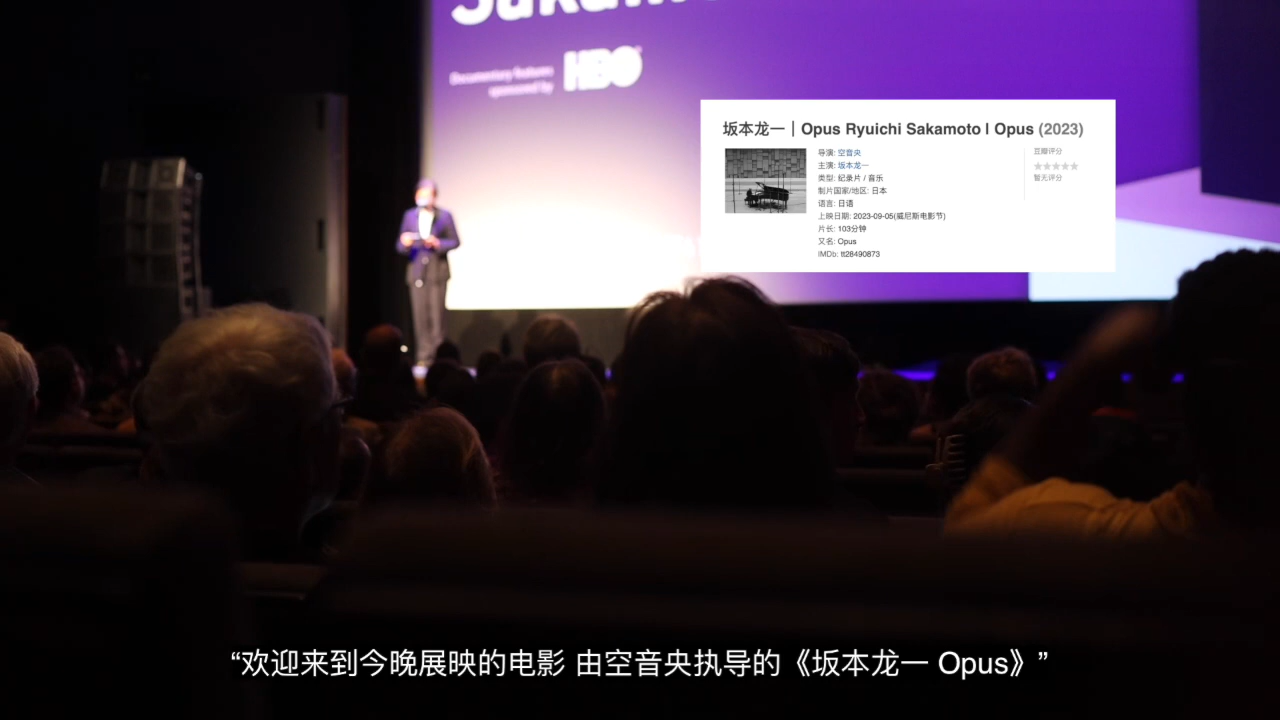 Documentary features
sponsored by
HBO
坂本龙一｜Opus Ryuichi Sakamoto l Opus (2023)
导演: 空音央
主演: 坂本龙一
类型: 纪录片 / 音乐
制片国家/地区: 日本
语言: 日语
上映日期: 2023-09-05(威尼斯电影节)
片长: 103分钟
又名: Opus
IMDb: tt28490873
豆瓣评分
暂无评分
“欢迎来到今晚展映的电影 由空音央执导的《坂本龙一 Opus》”